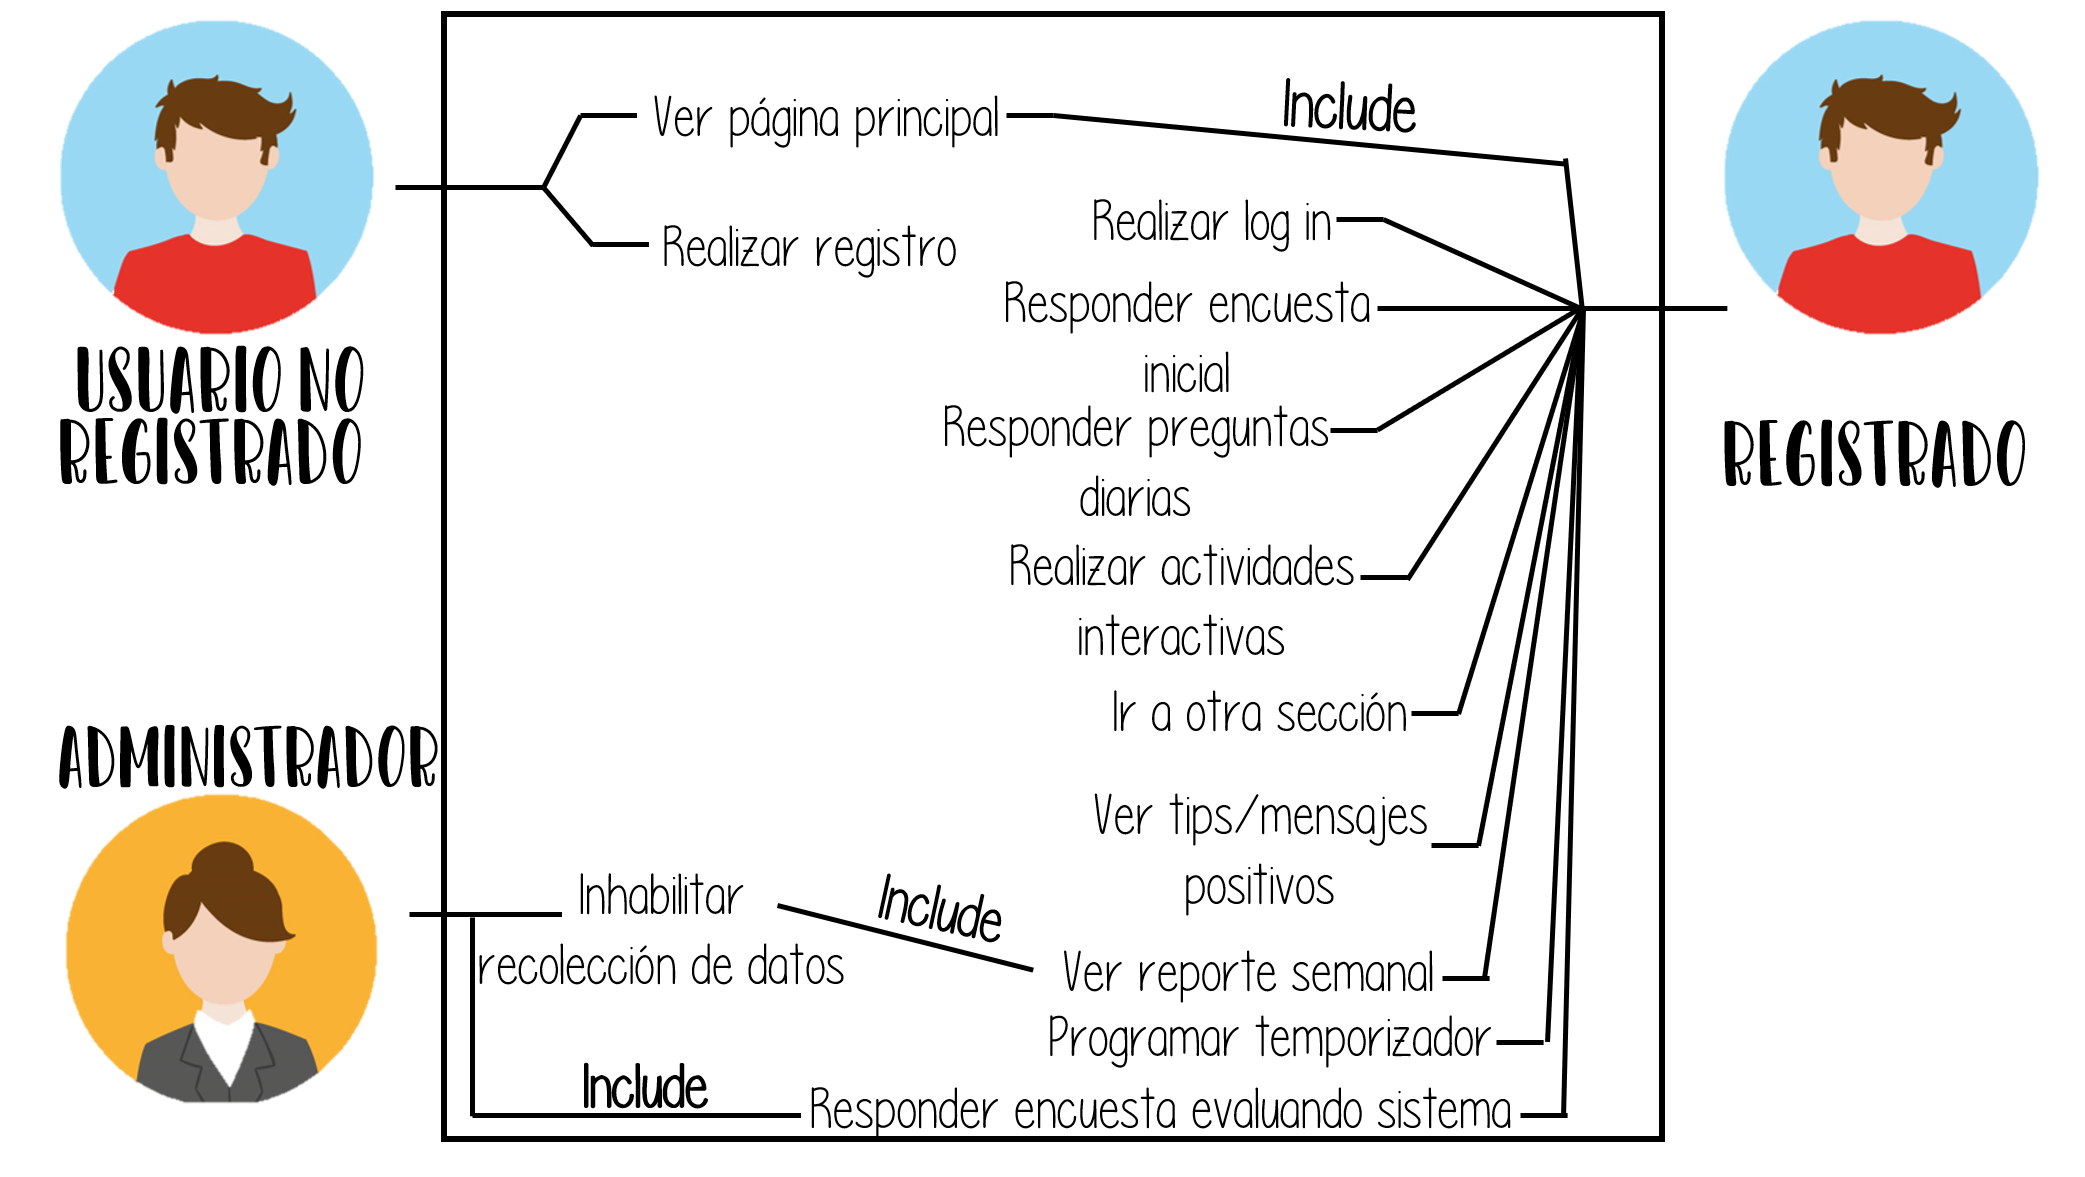 Include
Ver página principal
Realizar log in
Realizar registro
Responder encuesta
inicial
USUARIO NO
REGISTRADO
Responder preguntas
diarias
REGISTRADO
Realizar actividades
interactivas
Ir a otra sección
ADMINISTRADOR
Ver tips/mensajes
positivos
Inhabilitar
recolección de datos
Include
Ver reporte semanal
Programar temporizador
Include
Responder encuesta evaluando sistema